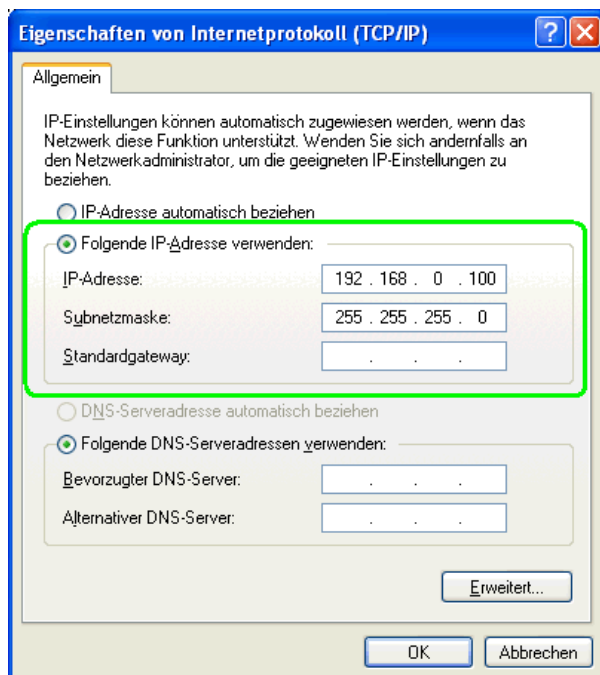 Eigenschaften von Internetprotokoll (TCP/IP)
Allgemein
IP-Einstellungen können automatisch zugewiesen werden, wenn das
Netzwerk diese Funktion unterstützt. Wenden Sie sich andernfalls an
den Netzwerkadministrator, um die geeigneten IP-Einstellungen zu
beziehen.
IP-Adresse automatisch beziehen
Folgende IP-Adresse verwenden:
IP-Adresse: 192 . 168 . 0 . 100
Subnetzmaske: 255 . 255 . 255 . 0
Standardgateway: . . .
DNS-Serveradresse automatisch beziehen
Folgende DNS-Serveradressen verwenden:
Bevorzugter DNS-Server: . . .
Alternativer DNS-Server: . . .
Erweitert...
OK Abbrechen